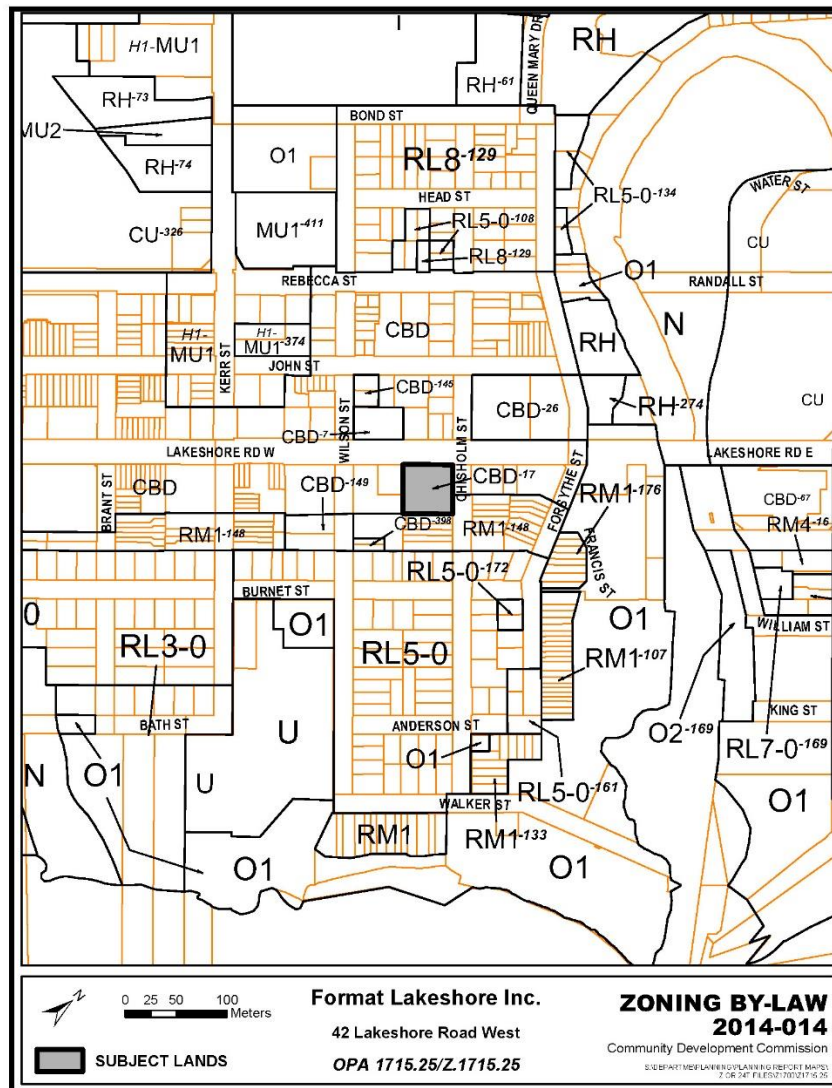 I
H1-MU1
QUEEN MARY DR
RH
RH-61
RH-73
BOND ST
MU2
O1
RL8-129
RH-74
HEAD ST
WATER ST
RL5-0-134
CU-326
MU1-411
RL5-0-108
CU
RL8-129
REBECCA ST
O1
RANDALL ST
H1-
MU1
H1-
MU1-374
CBD
N
KERR ST
RH
JOHN ST
CBD-145
CBD-26
RH-274
CU
WILSON ST
CBD-7
CHISHOLM ST
LAKESHORE RD W
LAKESHORE RD E
CBD
CBD-149
CBD-17
FORSYTHE ST
RM1-176
CBD-67
BRANT ST
RM1-148
CBD-398
RM1-148
FRANCIS ST
RM4-16
RL5-0-172
BURNET ST
0
O1
O1
WILLIAM ST
RL3-0
RL5-0
RM1-107
KING ST
BATH ST
U
ANDERSON ST
O2-169
RL7-0-169
O1
O1
N
U
RL5-0-161
O1
WALKER ST
RM1
RM1-133
O1
O1
N
0 25 50 100
Meters
SUBJECT LANDS
Format Lakeshore Inc.
42 Lakeshore Road West
OPA 1715.25/Z.1715.25
ZONING BY-LAW
2014-014
Community Development Commission